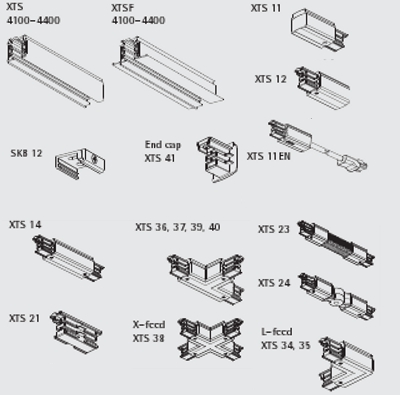 XTS
4100-4400
XTSF
4100-4400
XTS 11
XTS 12
SKB 12
End cap
XTS 41
XTS 11EN
XTS 14
XTS 36, 37, 39, 40
XTS 23
XTS 24
XTS 21
X-feed
XTS 38
L-feed
XTS 34, 35